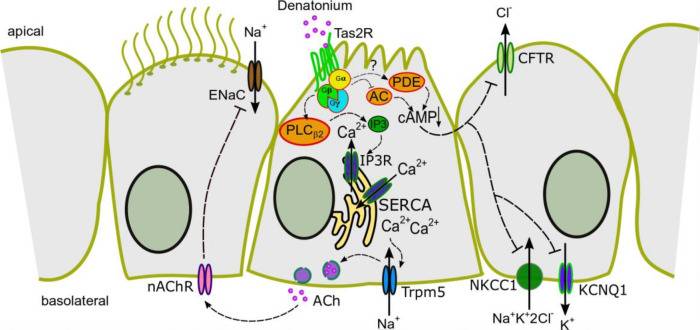 Denatonium
apical
Na⁺
Tas2R
Cl⁻
CFTR
ENaC
?
Gα
Gβ
Gγ
PDE
AC
cAMP
PLCβ2
IP3
Ca²⁺
IP3R
Ca²⁺
SERCA
Ca²⁺Ca²⁺
nAChR
ACh
Trpm5
NKCC1
KCNQ1
basolateral
Na⁺
Na⁺K⁺2Cl⁻
K⁺